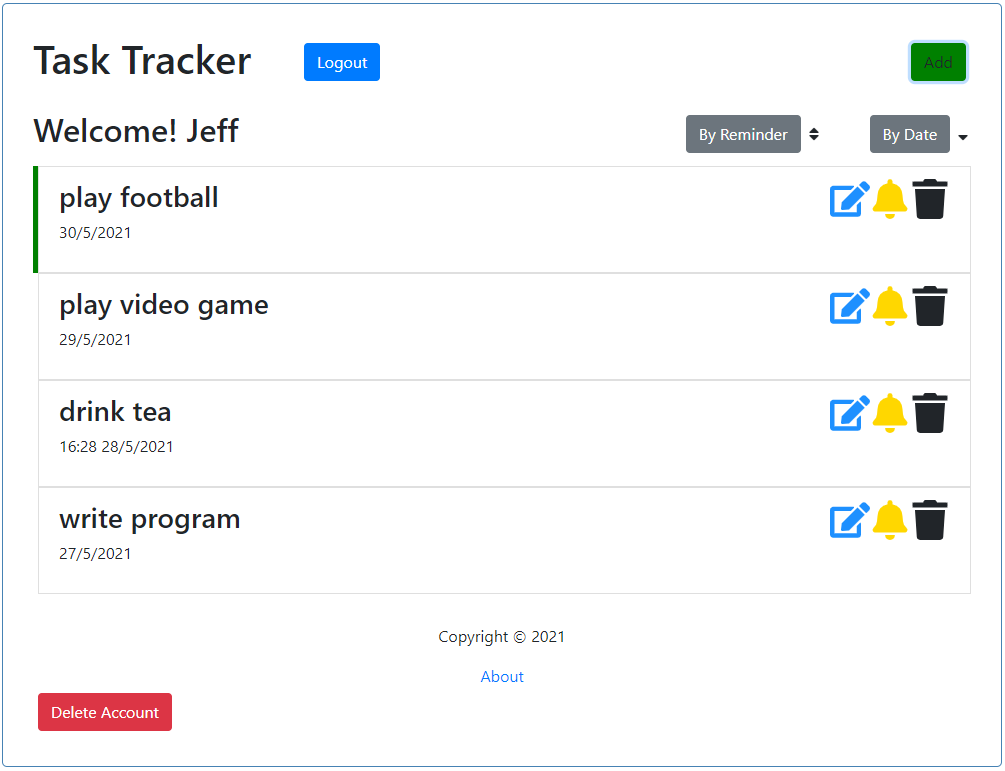 Task Tracker Logout Add
Welcome! Jeff By Reminder By Date
play football
30/5/2021
play video game
29/5/2021
drink tea
16:28 28/5/2021
write program
27/5/2021
Copyright © 2021
About
Delete Account